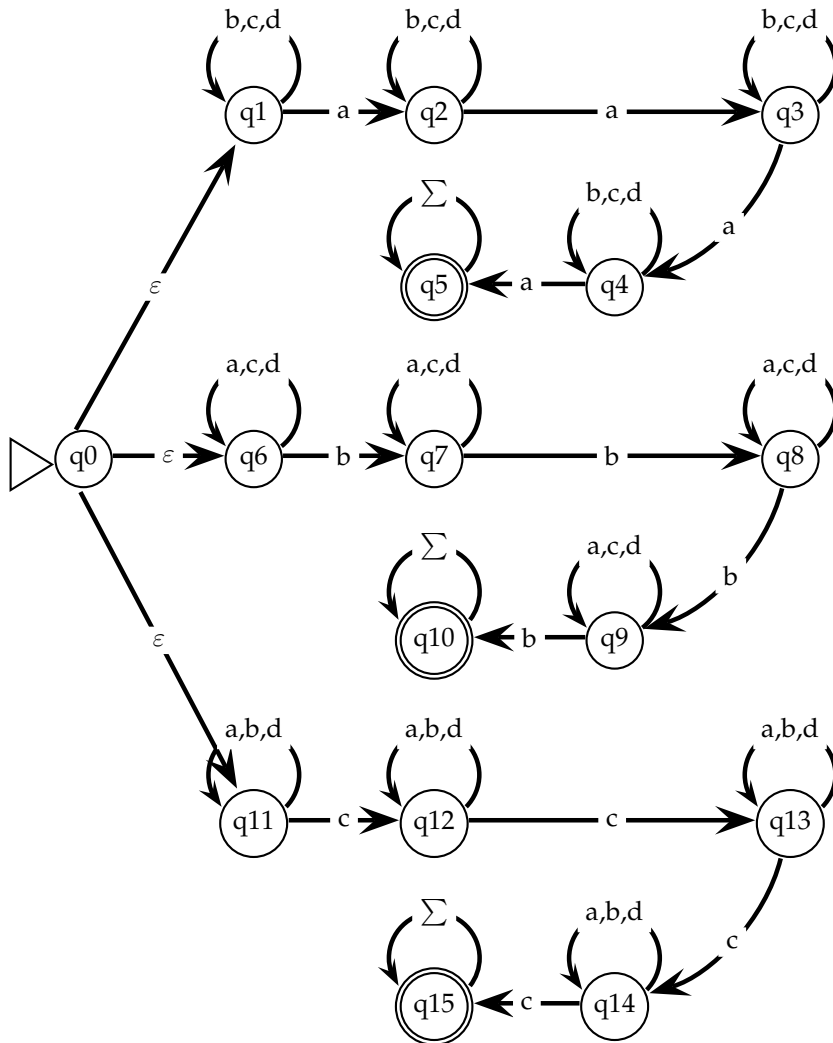 b,c,d b,c,d b,c,d
q1 a q2 a q3
Σ b,c,d
a
q5 a q4
ε
a,c,d a,c,d a,c,d
q0 ε q6 b q7 b q8
Σ a,c,d
b
q10 b q9
ε
a,b,d a,b,d a,b,d
q11 c q12 c q13
Σ a,b,d
c
q15 c q14